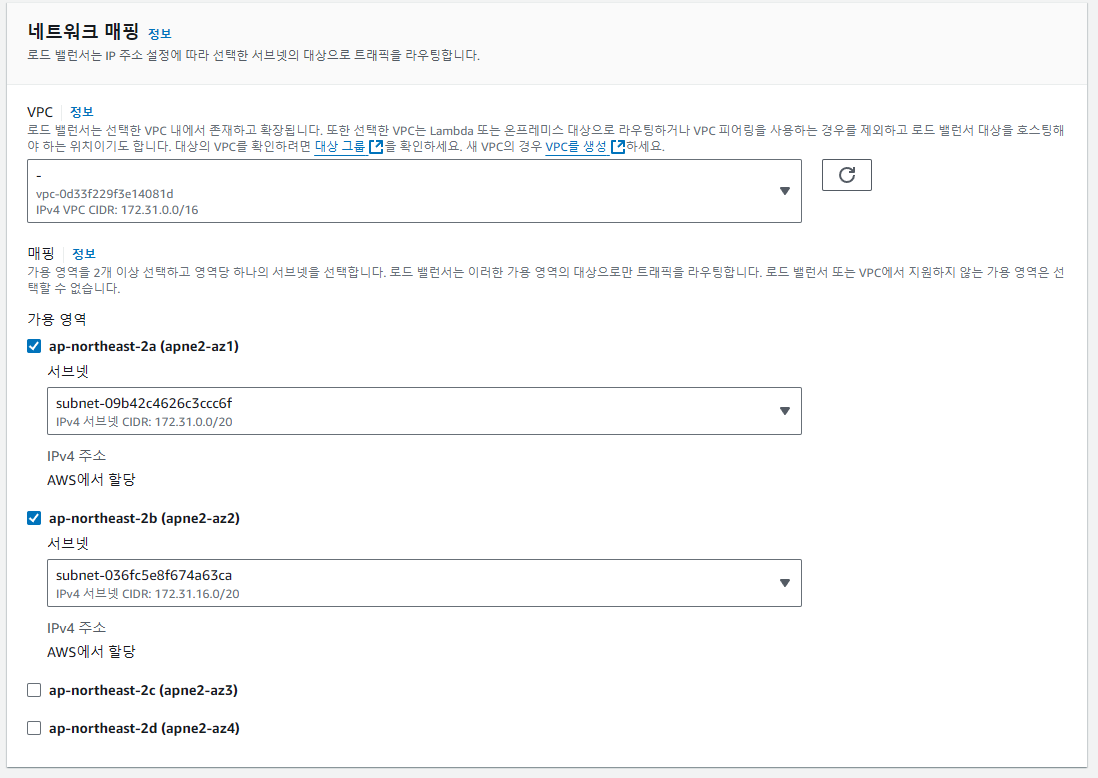 네트워크 매핑 정보
로드 밸런서는 IP 주소 설정에 따라 선택한 서브넷의 대상으로 트래픽을 라우팅합니다.
VPC 정보
로드 밸런서는 선택한 VPC 내에서 존재하고 확장됩니다. 또한 선택한 VPC는 Lambda 또는 온프레미스 대상으로 라우팅하거나 VPC 피어링을 사용하는 경우를 제외하고 로드 밸런서 대상을 호스팅해
야 하는 위치이기도 합니다. 대상의 VPC를 확인하려면 대상 그룹 을 확인하세요. 새 VPC의 경우 VPC를 생성 하세요.
-
vpc-0d33f229f3e14081d
IPv4 VPC CIDR: 172.31.0.0/16
매핑 정보
가용 영역을 2개 이상 선택하고 영역당 하나의 서브넷을 선택합니다. 로드 밸런서는 이러한 가용 영역의 대상으로만 트래픽을 라우팅합니다. 로드 밸런서 또는 VPC에서 지원하지 않는 가용 영역은 선
택할 수 없습니다.
가용 영역
ap-northeast-2a (apne2-az1)
서브넷
subnet-09b42c4626c3ccc6f
IPv4 서브넷 CIDR: 172.31.0.0/20
IPv4 주소
AWS에서 할당
ap-northeast-2b (apne2-az2)
서브넷
subnet-036fc5e8f674a63ca
IPv4 서브넷 CIDR: 172.31.16.0/20
IPv4 주소
AWS에서 할당
ap-northeast-2c (apne2-az3)
ap-northeast-2d (apne2-az4)